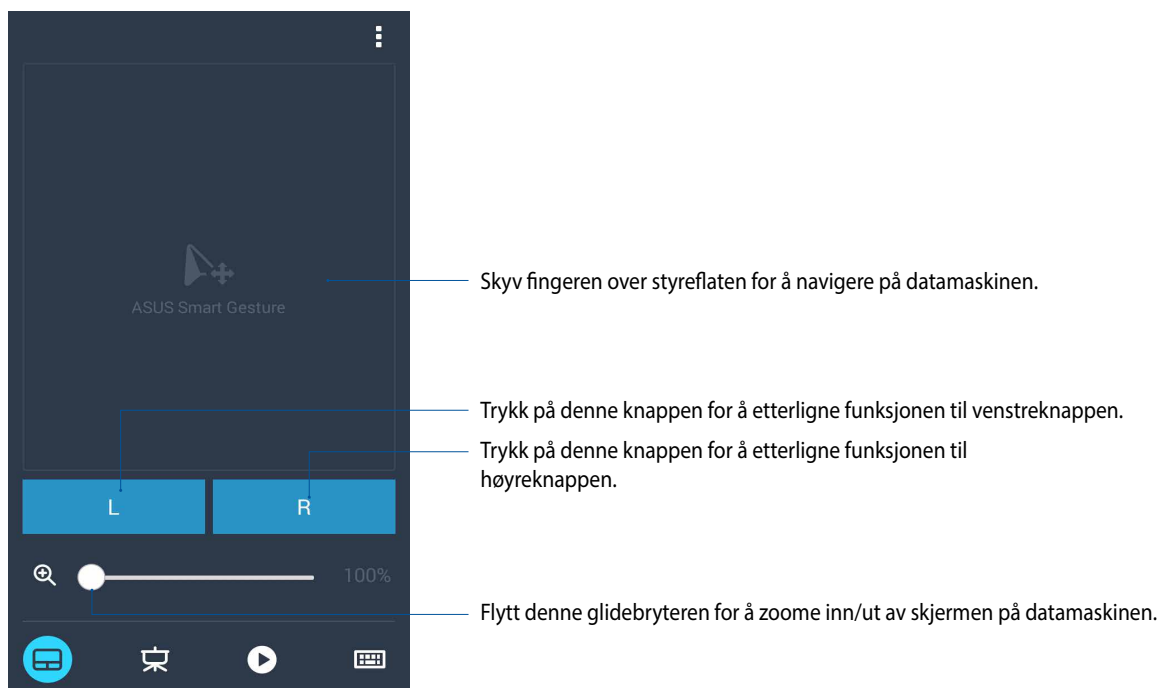 ASUS Smart Gesture
Skyv fingeren over styreflaten for å navigere på datamaskinen.
Trykk på denne knappen for å etterligne funksjonen til venstreknappen.
Trykk på denne knappen for å etterligne funksjonen til
høyreknappen.
L
R
100%
Flytt denne glidebryteren for å zoome inn/ut av skjermen på datamaskinen.